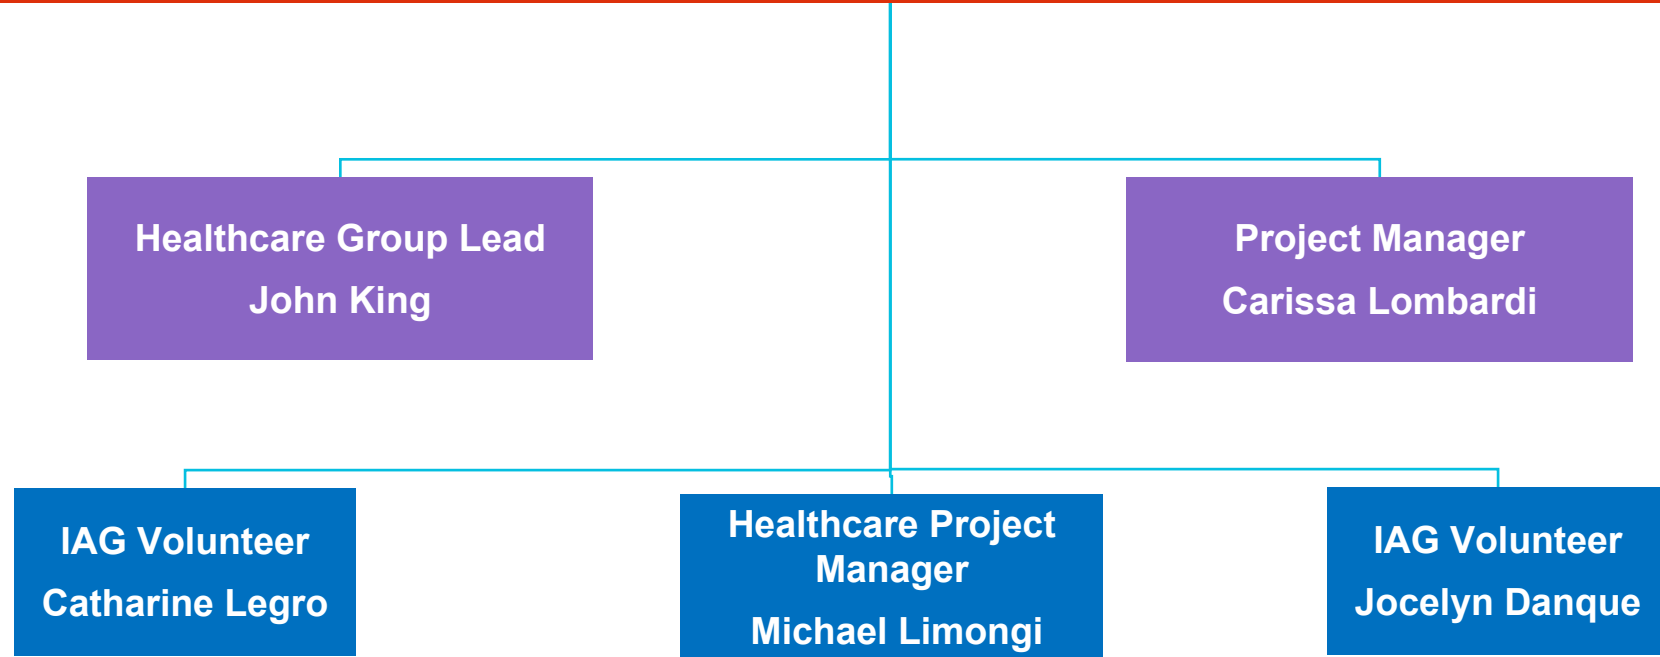 Healthcare Group Lead
John King
Project Manager
Carissa Lombardi
IAG Volunteer
Catharine Legro
Healthcare Project
Manager
Michael Limongi
IAG Volunteer
Jocelyn Danque